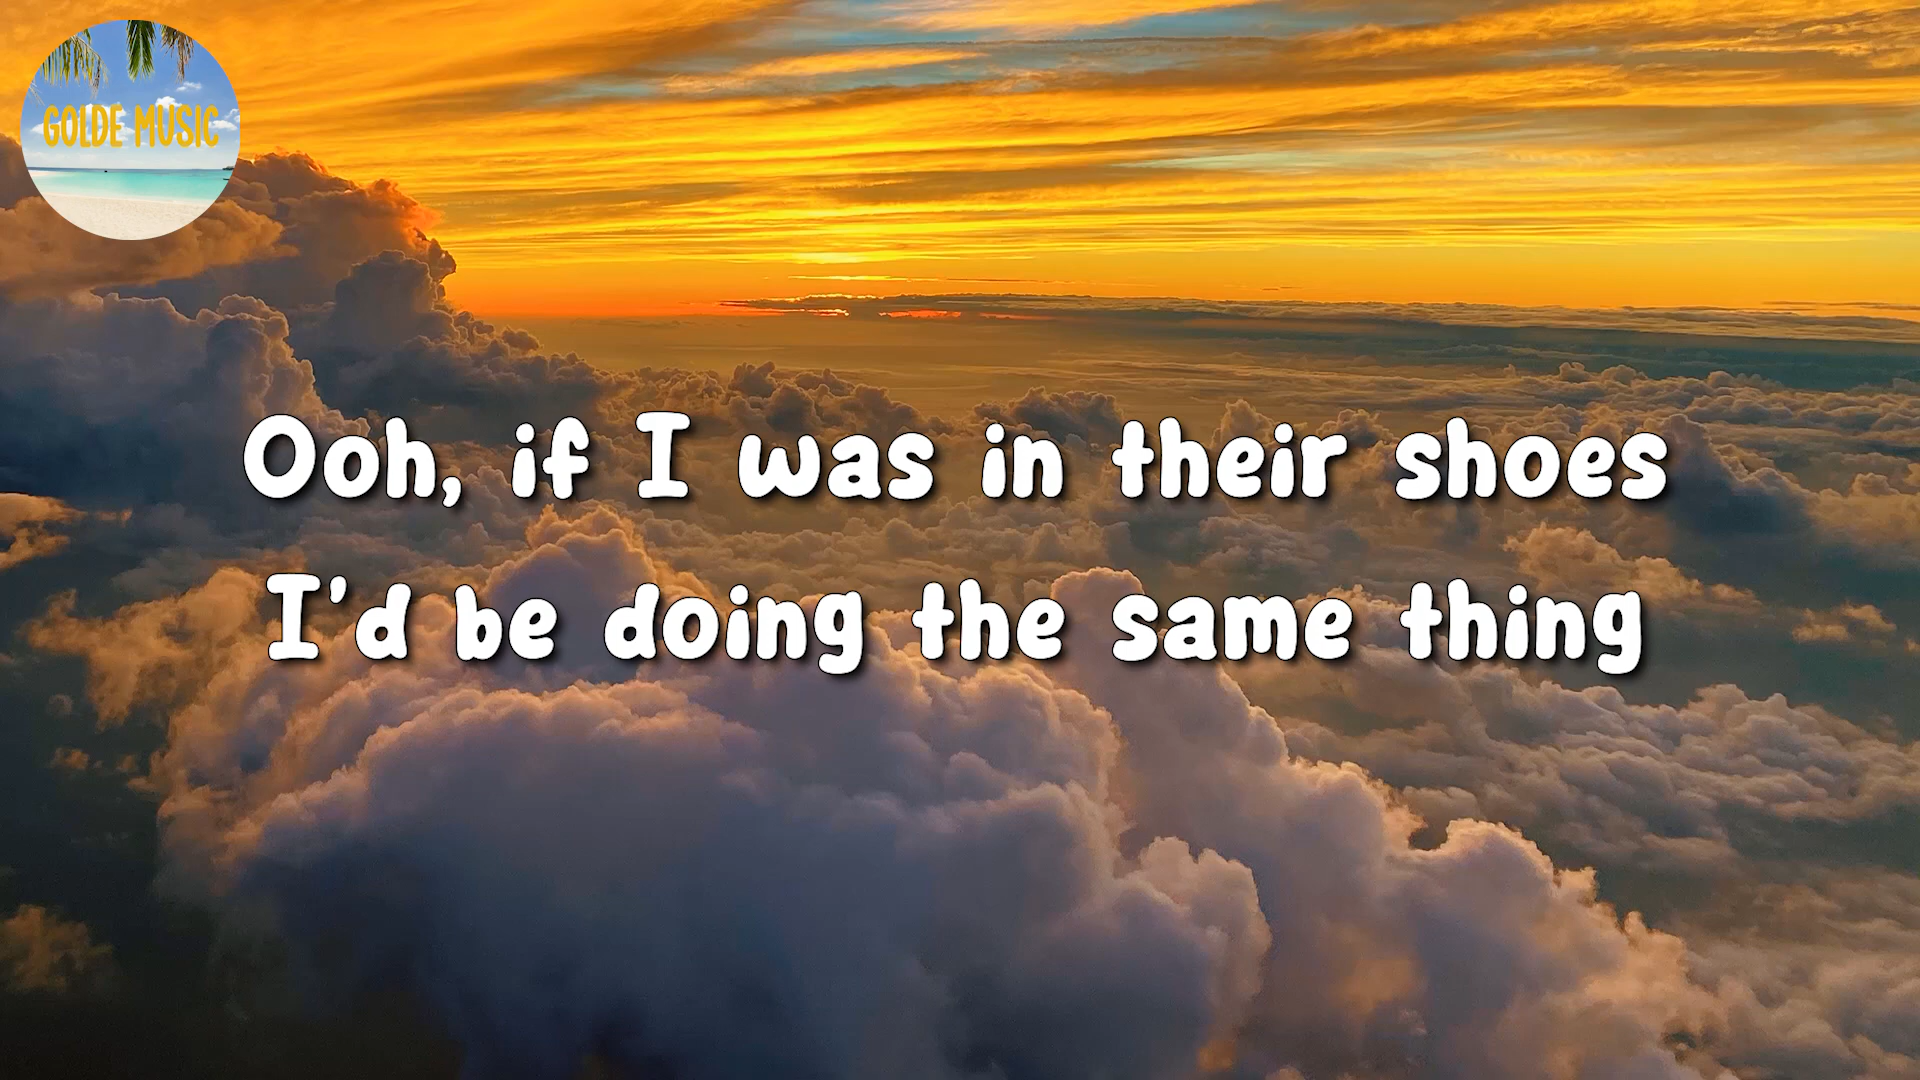 GOLDE MUSIC
Ooh, if I was in their shoes
I'd be doing the same thing